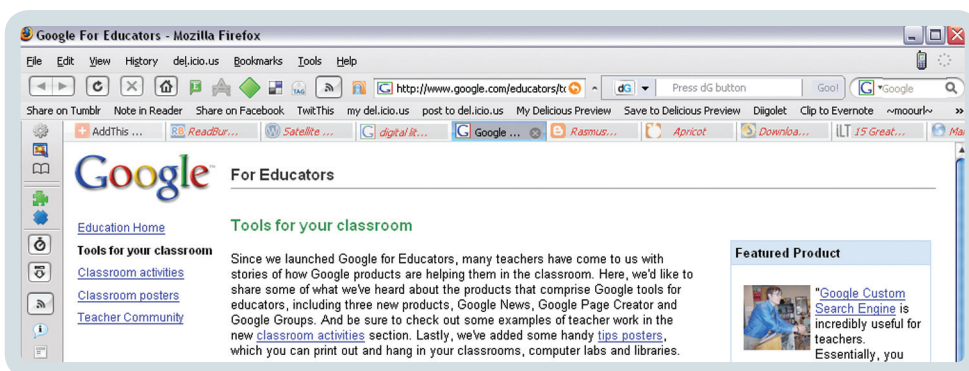 Google For Educators - Mozilla Firefox
File Edit View History del.icio.us Bookmarks Tools Help
http://www.google.com/educators/to
dG Press dG button Goo! Google
Share on Tumblr Note in Reader Share on Facebook TwitThis my del.icio.us post to del.icio.us My Delicious Preview Save to Delicious Preview Diigolet Clip to Evernote ~moourl~ »
AddThis ... RB ReadBur... Satellite ... digital lit... Google ... Rasmus... Apricot Downloa... iLT 15 Great... Ma
Google™ For Educators
Education Home
Tools for your classroom
Classroom activities
Classroom posters
Teacher Community
Tools for your classroom
Since we launched Google for Educators, many teachers have come to us with
stories of how Google products are helping them in the classroom. Here, we'd like to
share some of what we've heard about the products that comprise Google tools for
educators, including three new products, Google News, Google Page Creator and
Google Groups. And be sure to check out some examples of teacher work in the
new classroom activities section. Lastly, we've added some handy tips posters,
which you can print out and hang in your classrooms, computer labs and libraries.
Featured Product
"Google Custom
Search Engine is
incredibly useful for
teachers.
Essentially, you